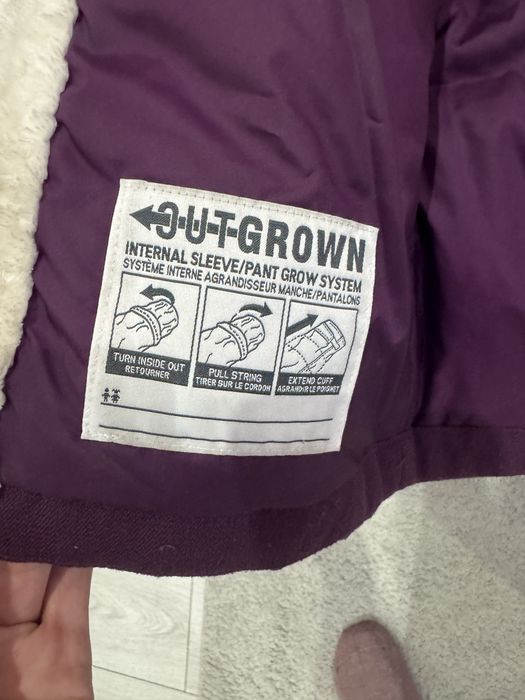 OUTGROWN
INTERNAL SLEEVE/PANT GROW SYSTEM
SYSTÈME INTERNE AGRANDISSEUR MANCHE/PANTALONS
TURN INSIDE OUT
RETOURNER
PULL STRING
TIRER SUR LE CORDON
EXTEND CUFF
AGRANDIR LE POIGNET